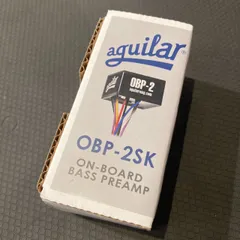 aguilar®
OBP-2
OBP-2SK
ON-BOARD
BASS PREAMP